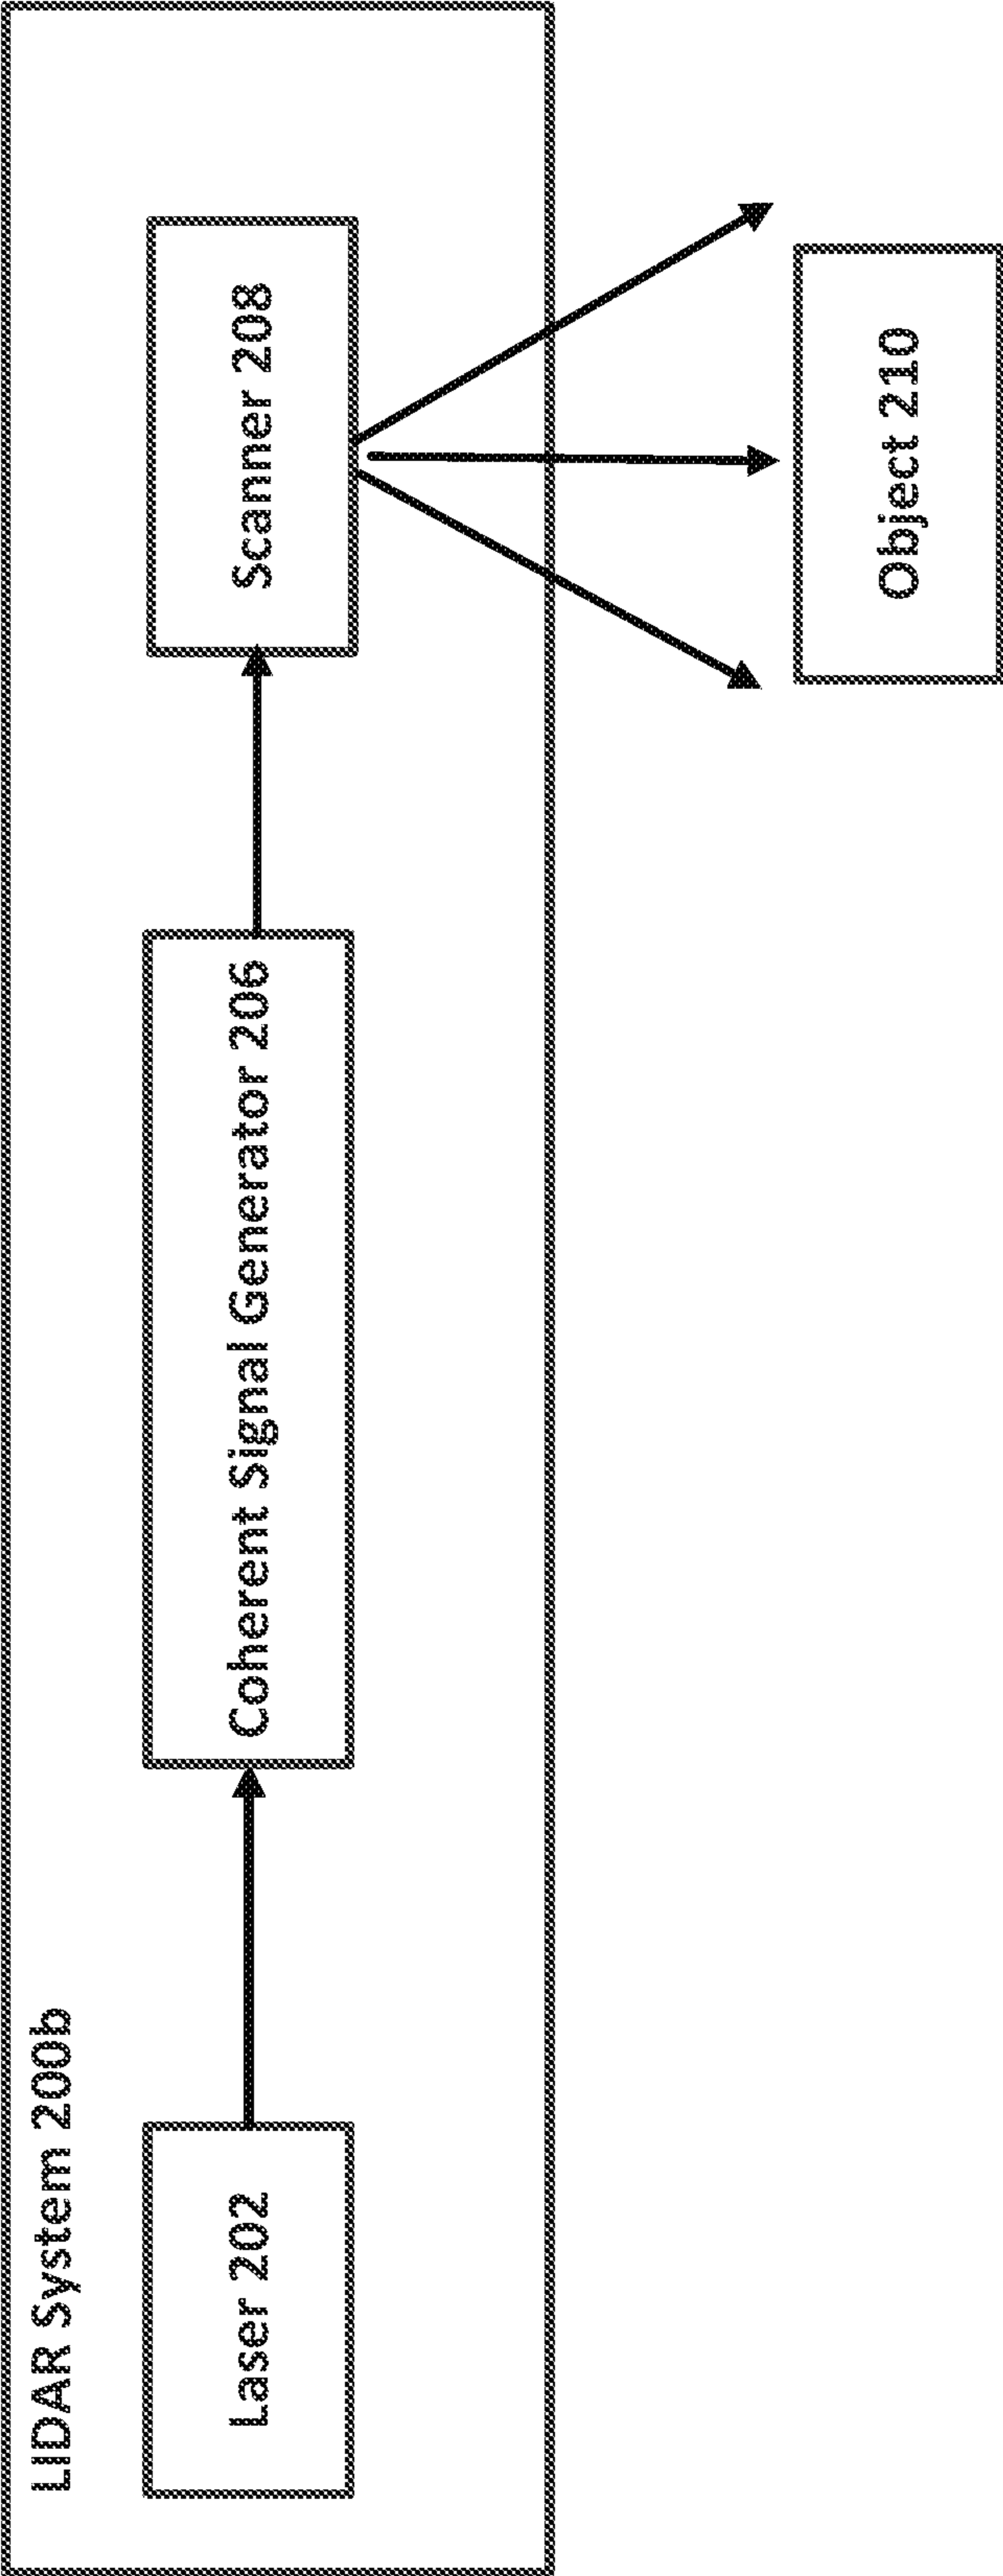 LIDAR System 200b
Laser 202
Coherent Signal Generator 206
Scanner 208
Object 210